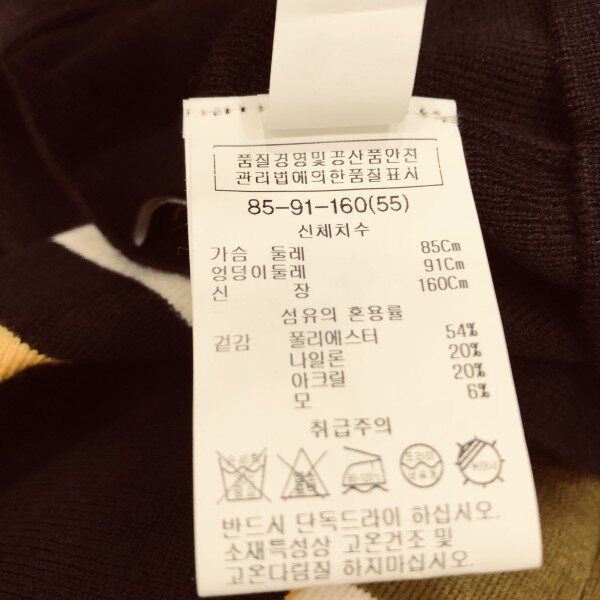 품질경영및공산품안전
관리법에의한품질표시
85-91-160(55)
신체치수
가슴 둘레 85Cm
엉덩이둘레 91Cm
신 장 160Cm
섬유의 혼용률
겉감 폴리에스터 54%
나일론 20%
아크릴 20%
모 6%
취급주의
드라이
반드시 단독드라이 하십시오.
소재특성상 고온건조 및
고온다림질 하지마십시오